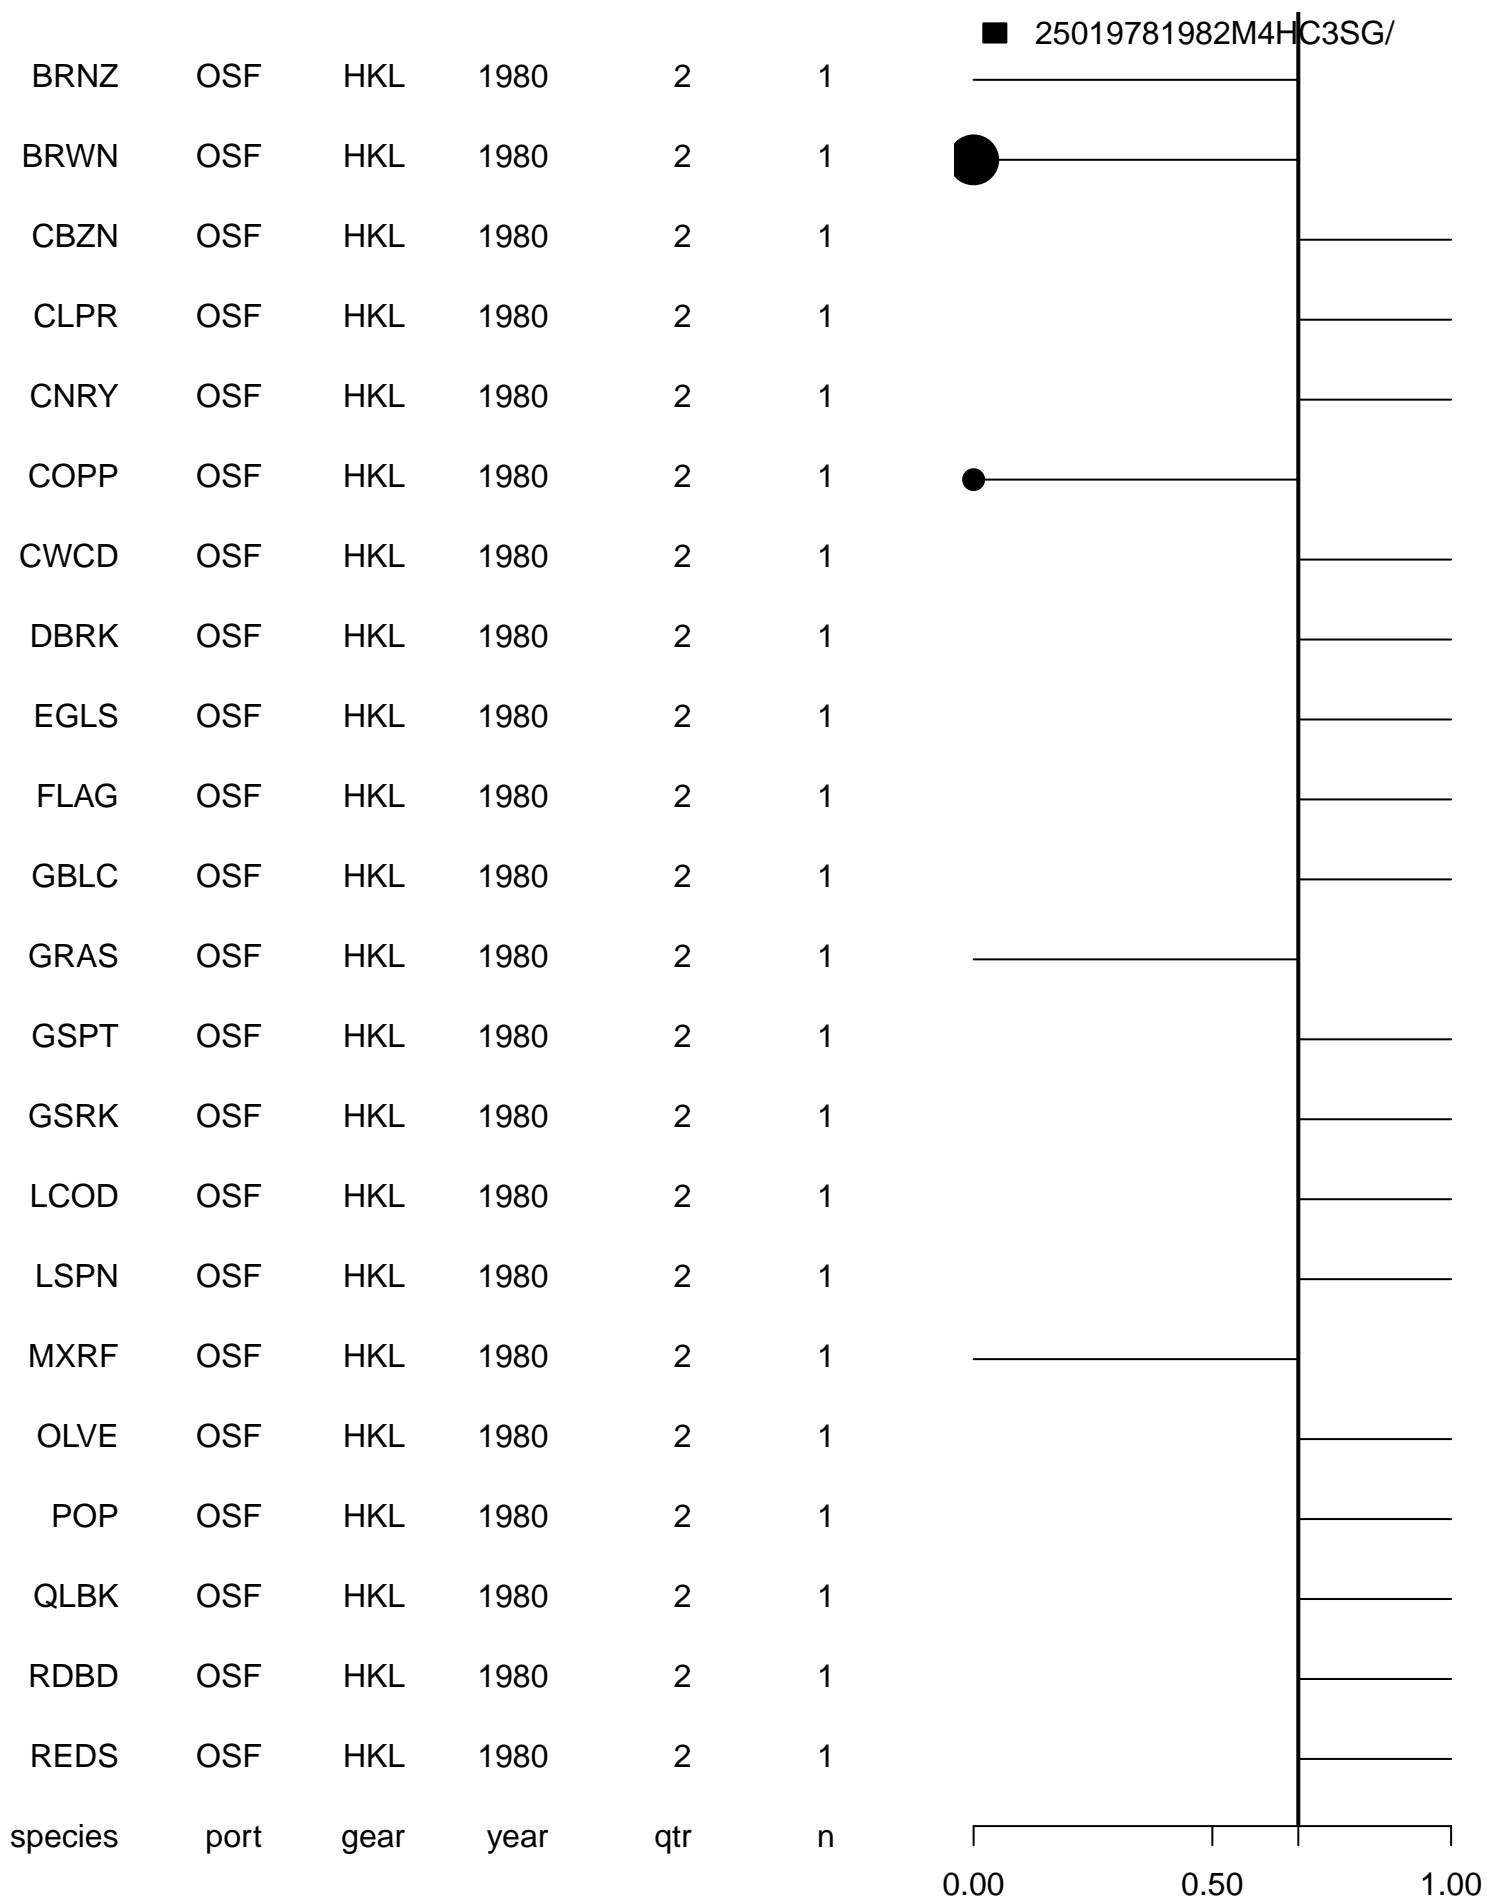 25019781982M4HC3SG/
BRNZ OSF HKL 1980 2 1
BRWN OSF HKL 1980 2 1
CBZN OSF HKL 1980 2 1
CLPR OSF HKL 1980 2 1
CNRY OSF HKL 1980 2 1
COPP OSF HKL 1980 2 1
CWCD OSF HKL 1980 2 1
DBRK OSF HKL 1980 2 1
EGLS OSF HKL 1980 2 1
FLAG OSF HKL 1980 2 1
GBLC OSF HKL 1980 2 1
GRAS OSF HKL 1980 2 1
GSPT OSF HKL 1980 2 1
GSRK OSF HKL 1980 2 1
LCOD OSF HKL 1980 2 1
LSPN OSF HKL 1980 2 1
MXRF OSF HKL 1980 2 1
OLVE OSF HKL 1980 2 1
POP OSF HKL 1980 2 1
QLBK OSF HKL 1980 2 1
RDBD OSF HKL 1980 2 1
REDS OSF HKL 1980 2 1
species port gear year qtr n
0.00 0.50 1.00